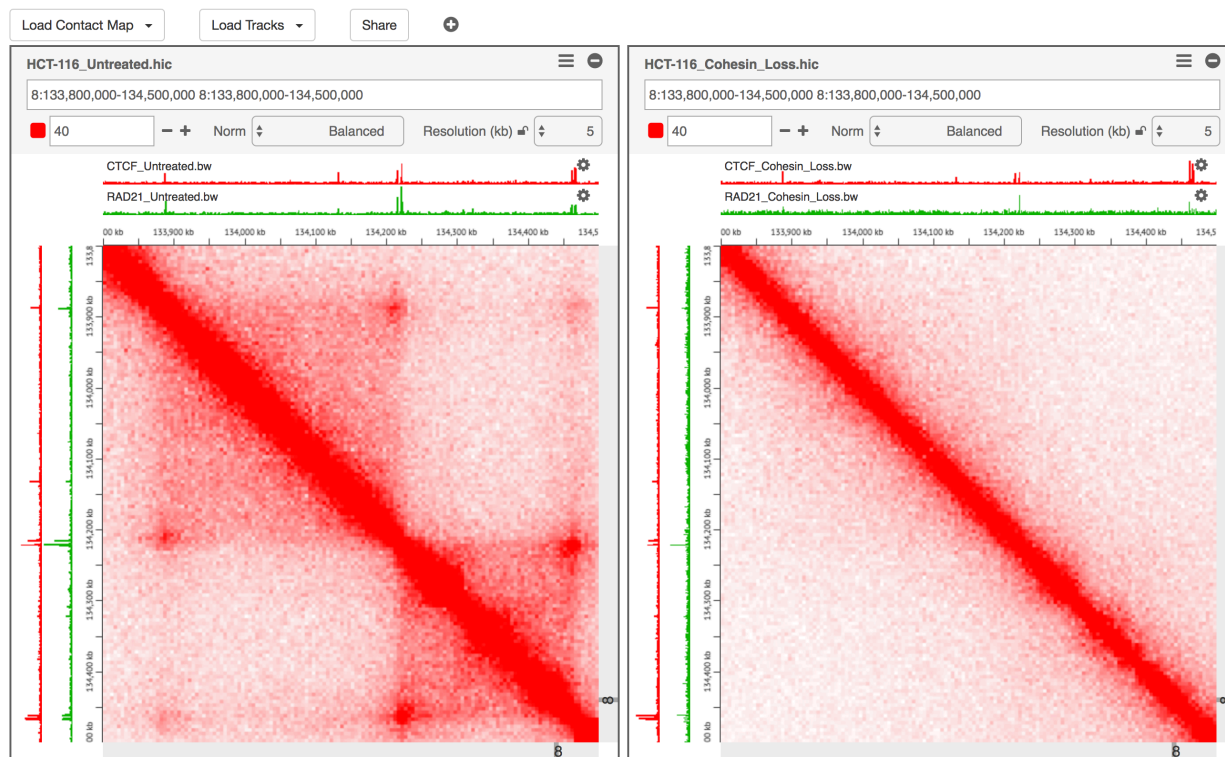 Load Contact Map
Load Tracks
Share
HCT-116_Untreated.hic
8:133,800,000-134,500,000 8:133,800,000-134,500,000
40
Norm
Balanced
Resolution (kb)
5
CTCF_Untreated.bw
RAD21_Untreated.bw
00 kb 133,900 kb 134,000 kb 134,100 kb 134,200 kb 134,300 kb 134,400 kb 134,5
133,8
133,900 kb
134,000 kb
134,100 kb
134,200 kb
134,300 kb
134,400 kb
00 kb
8
8
HCT-116_Cohesin_Loss.hic
8:133,800,000-134,500,000 8:133,800,000-134,500,000
40
Norm
Balanced
Resolution (kb)
5
CTCF_Cohesin_Loss.bw
RAD21_Cohesin_Loss.bw
00 kb 133,900 kb 134,000 kb 134,100 kb 134,200 kb 134,300 kb 134,400 kb 134,5
133,8
133,900 kb
134,000 kb
134,100 kb
134,200 kb
134,300 kb
134,400 kb
00 kb
8